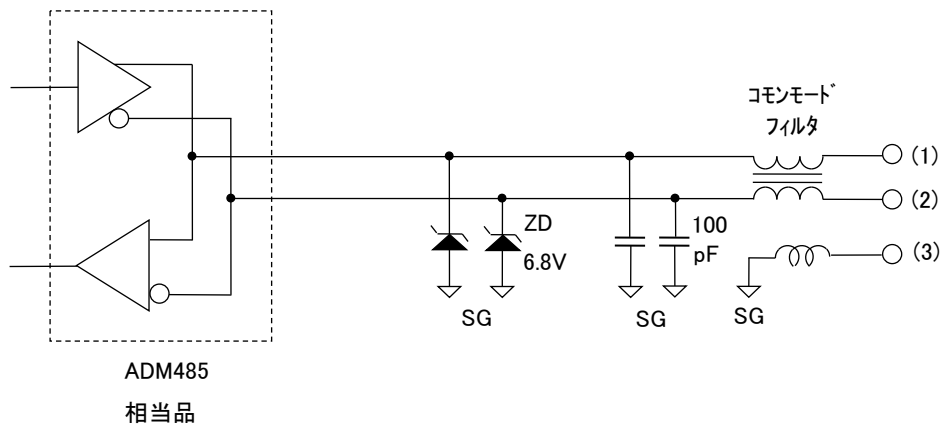 コモンモード
フィルタ
(1)
(2)
(3)
ZD
6.8V
100
pF
SG
SG
SG
ADM485
相当品